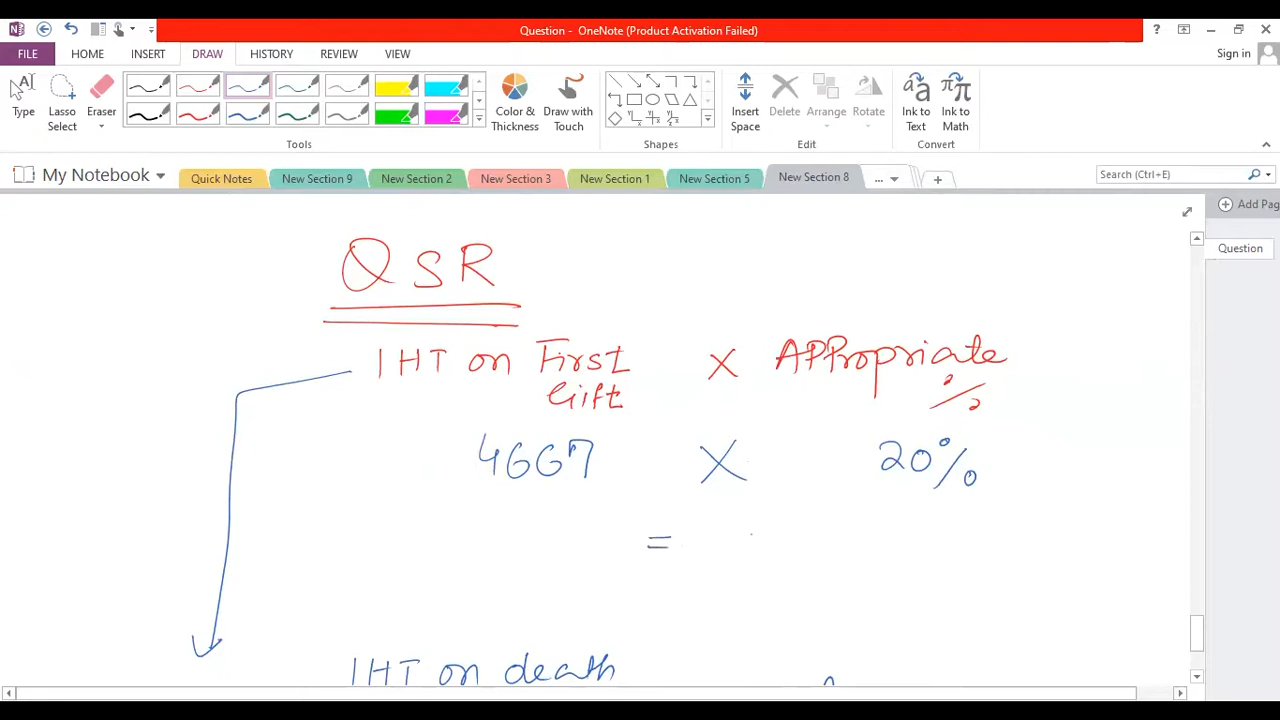 Question - OneNote (Product Activation Failed)
?
FILE HOME INSERT DRAW HISTORY REVIEW VIEW
Sign in
Type Lasso Select Eraser
Color & Thickness Draw with Touch
Insert Space Delete Arrange Rotate Ink to Text Ink to Math
Tools Shapes Edit Convert
My Notebook Quick Notes New Section 9 New Section 2 New Section 3 New Section 1 New Section 5 New Section 8 ... + Search (Ctrl+E)
Add Pag
Question
QSR
IHT on First X APPropriate
Gift %
4667 X 20%
=
IHT on death